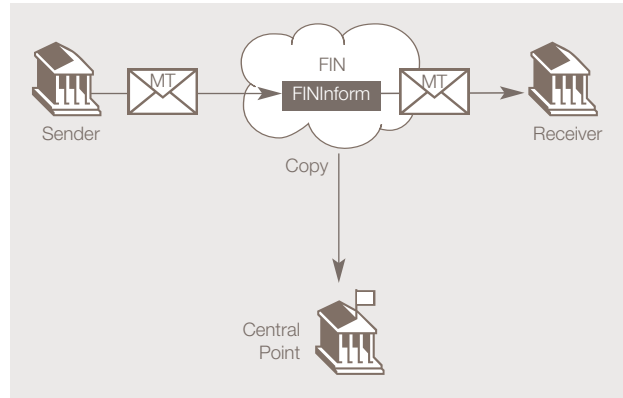 FIN
MT
FINInform
MT
Sender
Receiver
Copy
Central
Point